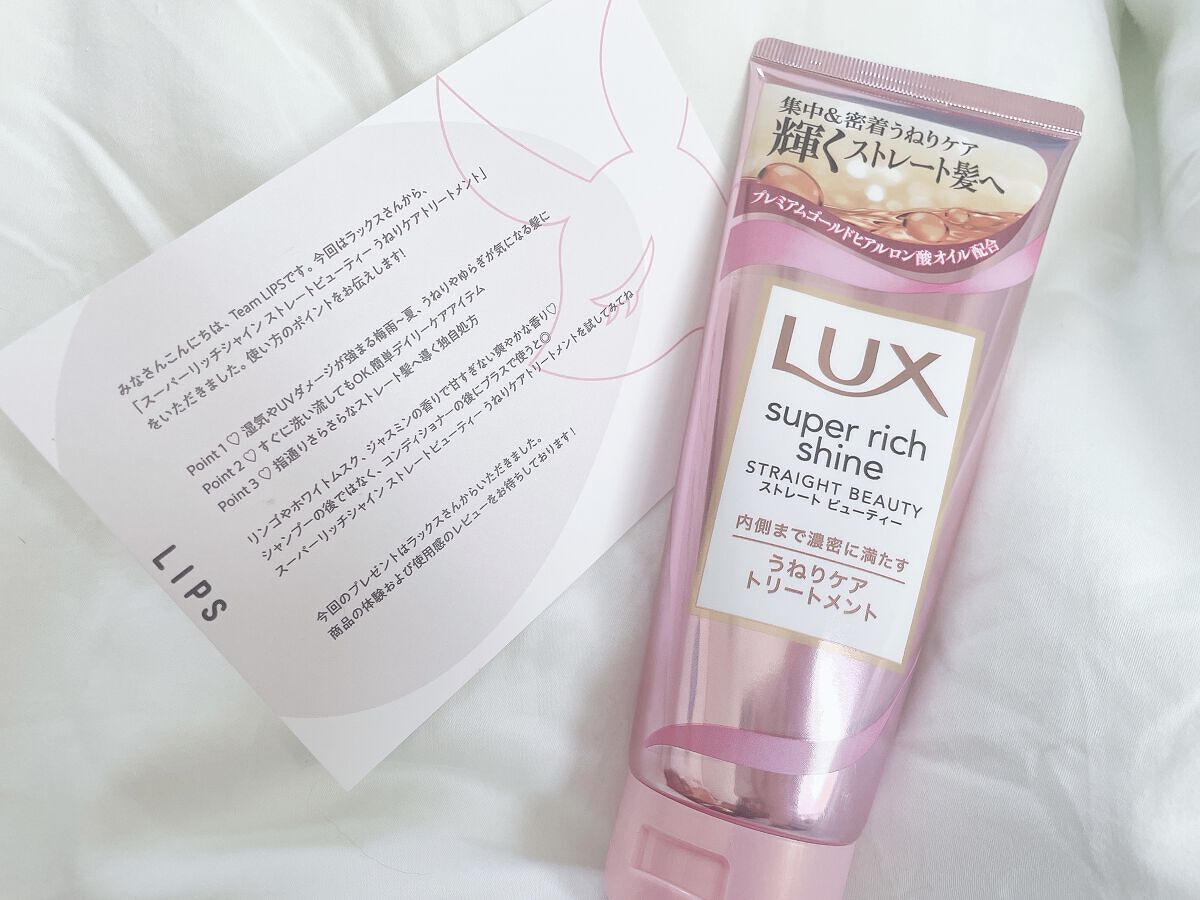 みなさんこんにちは、Team LIPSです。今回はラックスさんから、
「スーパーリッチシャイン ストレートビューティー うねりケアトリートメント」
をいただきました。使い方のポイントをお伝えします!
Point 1 ♡ 湿気やUVダメージが強まる梅雨~夏、うねりやゆらぎが気になる髪に
Point 2 ♡ すぐに洗い流してもOK、簡単デイリーケアアイテム
Point 3 ♡ 指通りさらさらなストレート髪へ導く独自処方
リンゴやホワイトムスク、ジャスミンの香りで甘すぎない爽やかな香り♡
シャンプーの後ではなく、コンディショナーの後にプラスで使うと◎
スーパーリッチシャイン ストレートビューティー うねりケアトリートメントを試してみてね
今回のプレゼントはラックスさんからいただきました。
商品の体験および使用感のレビューをお待ちしております!
LIPS
集中&密着うねりケア
輝くストレート髪へ
プレミアムゴールドヒアルロン酸オイル配合
LUX
super rich
shine
STRAIGHT BEAUTY
ストレート ビューティー
内側まで濃密に満たす
うねりケア
トリートメント